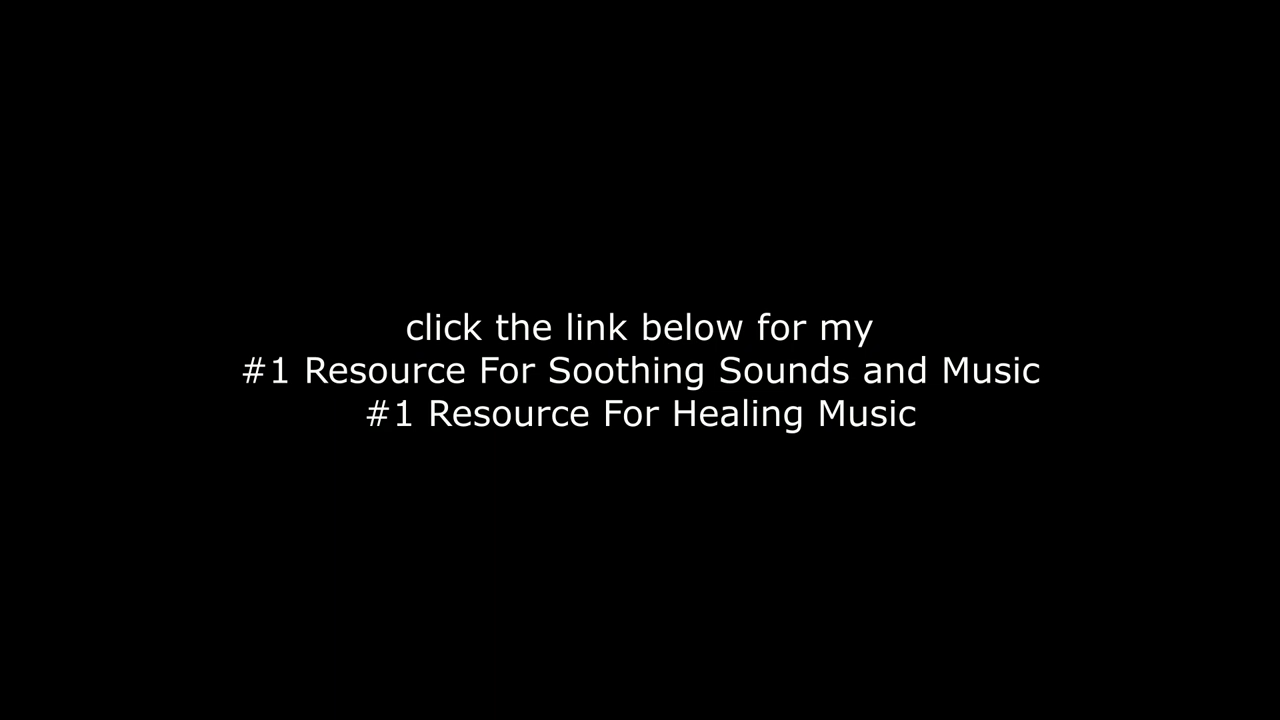 click the link below for my
#1 Resource For Soothing Sounds and Music
#1 Resource For Healing Music